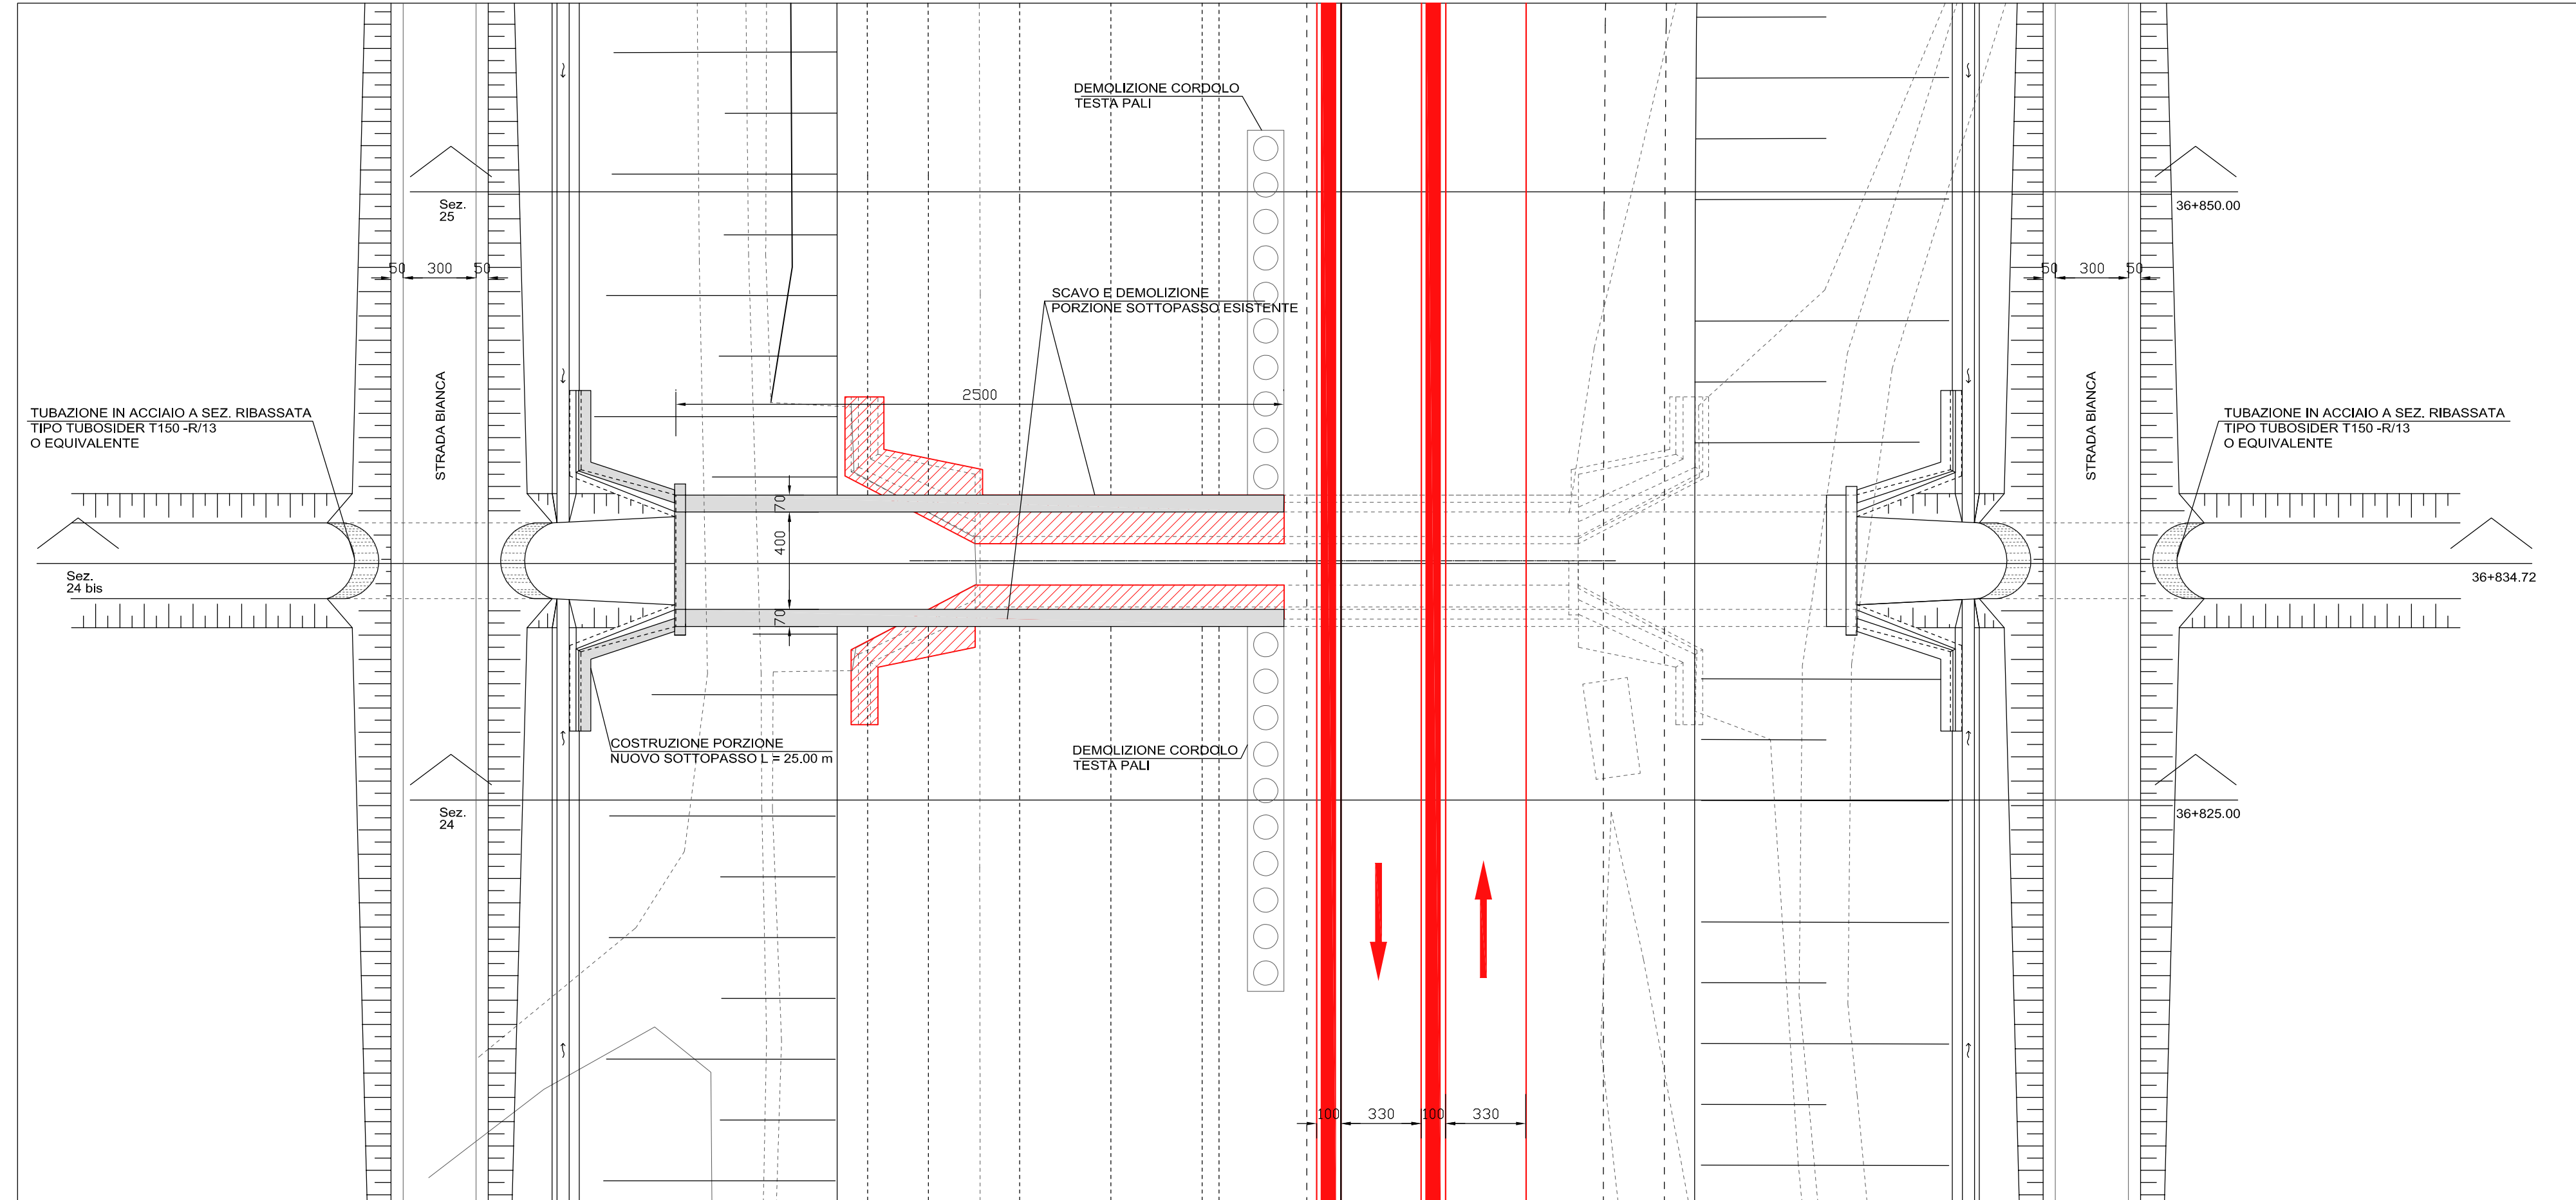 DEMOLIZIONE CORDOLO
TESTA PALI
Sez.
25
36+850.00
50 300 50
50 300 50
SCAVO E DEMOLIZIONE
PORZIONE SOTTOPASSO ESISTENTE
STRADA BIANCA
STRADA BIANCA
2500
TUBAZIONE IN ACCIAIO A SEZ. RIBASSATA
TIPO TUBOSIDER T150 -R/13
O EQUIVALENTE
TUBAZIONE IN ACCIAIO A SEZ. RIBASSATA
TIPO TUBOSIDER T150 -R/13
O EQUIVALENTE
70
400
70
Sez.
24 bis
36+834.72
COSTRUZIONE PORZIONE
NUOVO SOTTOPASSO L = 25.00 m
DEMOLIZIONE CORDOLO
TESTA PALI
Sez.
24
36+825.00
100 330 100 330